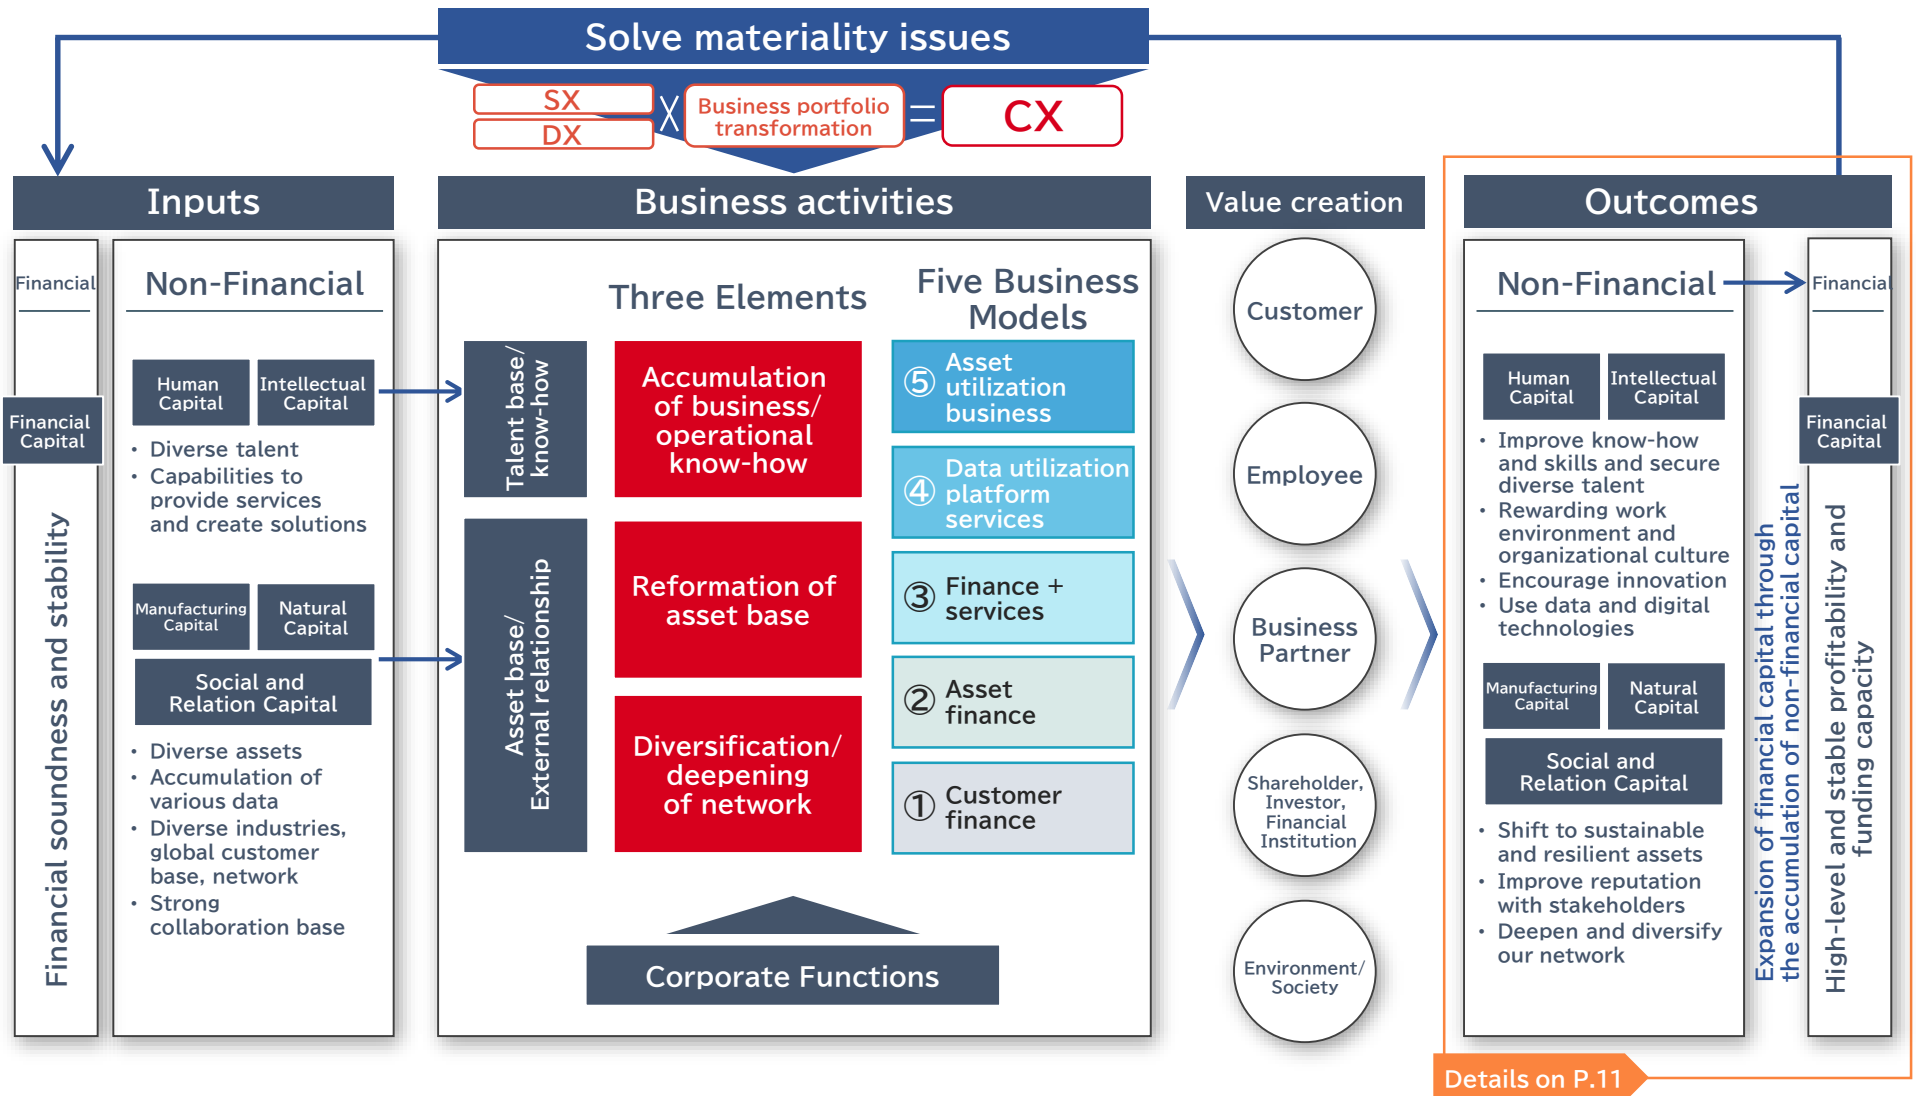 Solve materiality issues
SX
DX
Business portfolio
transformation
=
CX
Inputs
Financial
Financial
Capital
Financial soundness and stability
Non-Financial
Human
Capital
Intellectual
Capital
・ Diverse talent
・ Capabilities to
provide services
and create solutions
Manufacturing
Capital
Natural
Capital
Social and
Relation Capital
・ Diverse assets
・ Accumulation of
various data
・ Diverse industries,
global customer
base, network
・ Strong
collaboration base
Business activities
Three Elements
Five Business
Models
Talent base/
know-how
Accumulation
of business/
operational
know-how
Asset base/
External relationship
Reformation of
asset base
Diversification/
deepening
of network
⑤ Asset
utilization
business
④ Data utilization
platform
services
③ Finance +
services
② Asset
finance
① Customer
finance
Corporate Functions
Value creation
Customer
Employee
Business
Partner
Shareholder,
Investor,
Financial
Institution
Environment/
Society
Outcomes
Non-Financial
Human
Capital
Intellectual
Capital
・ Improve know-how
and skills and secure
diverse talent
・ Rewarding work
environment and
organizational culture
・ Encourage innovation
・ Use data and digital
technologies
Manufacturing
Capital
Natural
Capital
Social and
Relation Capital
・ Shift to sustainable
and resilient assets
・ Improve reputation
with stakeholders
・ Deepen and diversify
our network
Expansion of financial capital through
the accumulation of non-financial capital
Financial
Financial
Capital
High-level and stable profitability and
funding capacity
Details on P.11